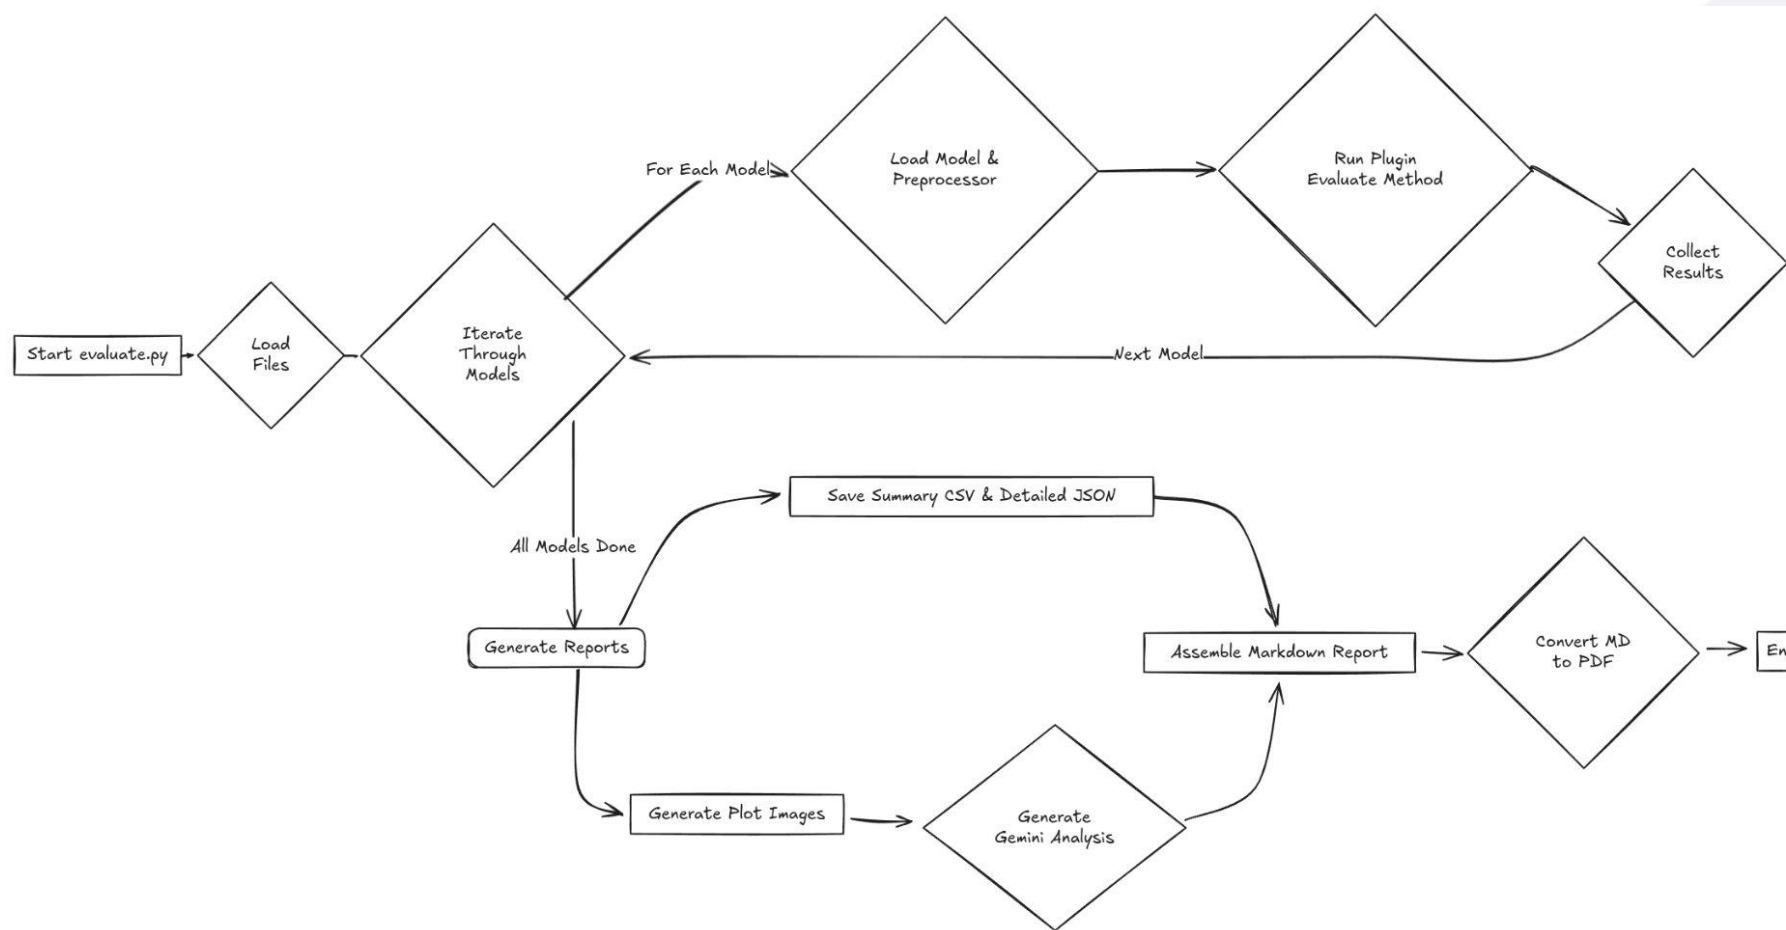 For Each Model
Load Model &
Preprocessor
Run Plugin
Evaluate Method
Collect
Results
Start evaluate.py
Load
Files
Iterate
Through
Models
Next Model
All Models Done
Save Summary CSV & Detailed JSON
Generate Reports
Assemble Markdown Report
Convert MD
to PDF
En
Generate Plot Images
Generate
Gemini Analysis